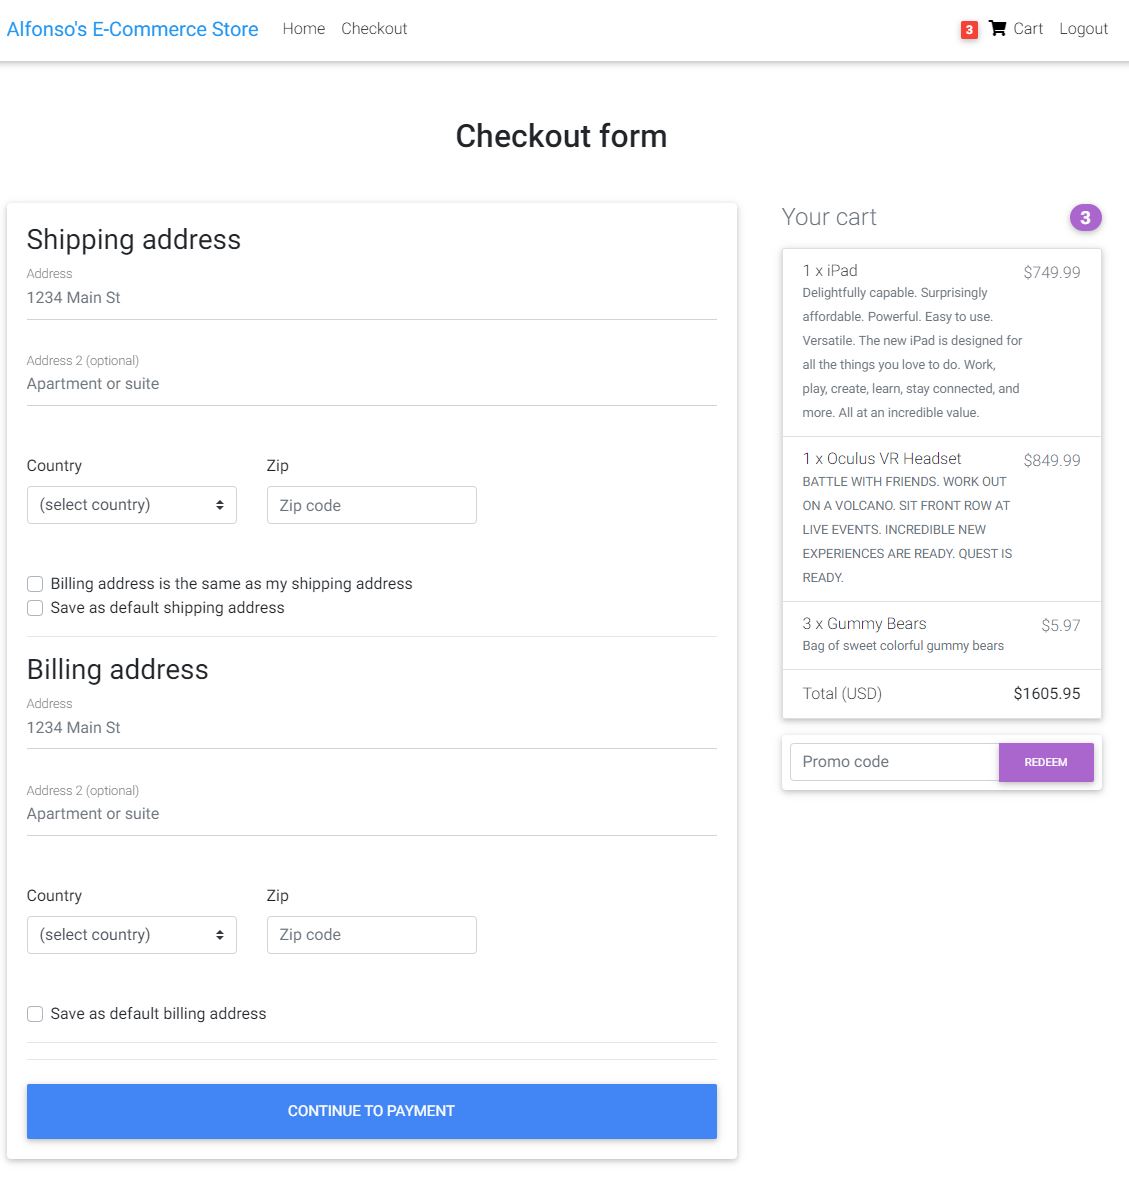 Alfonso's E-Commerce Store Home Checkout 3 Cart Logout
Checkout form
Shipping address
Address
1234 Main St
Address 2 (optional)
Apartment or suite
Country Zip
(select country) Zip code
Billing address is the same as my shipping address
Save as default shipping address
Billing address
Address
1234 Main St
Address 2 (optional)
Apartment or suite
Country Zip
(select country) Zip code
Save as default billing address
CONTINUE TO PAYMENT
Your cart 3
1 x iPad $749.99
Delightfully capable. Surprisingly
affordable. Powerful. Easy to use.
Versatile. The new iPad is designed for
all the things you love to do. Work,
play, create, learn, stay connected, and
more. All at an incredible value.
1 x Oculus VR Headset $849.99
BATTLE WITH FRIENDS. WORK OUT
ON A VOLCANO. SIT FRONT ROW AT
LIVE EVENTS. INCREDIBLE NEW
EXPERIENCES ARE READY. QUEST IS
READY.
3 x Gummy Bears $5.97
Bag of sweet colorful gummy bears
Total (USD) $1605.95
Promo code REDEEM